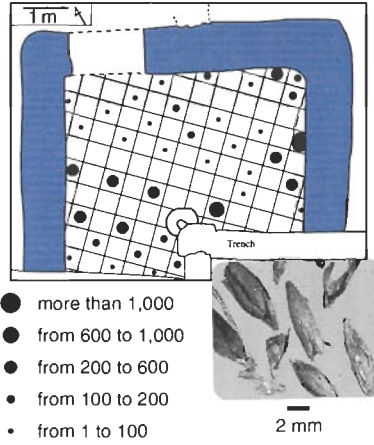 1 m
Trench
more than 1,000
from 600 to 1,000
from 200 to 600
from 100 to 200
from 1 to 100
2 mm